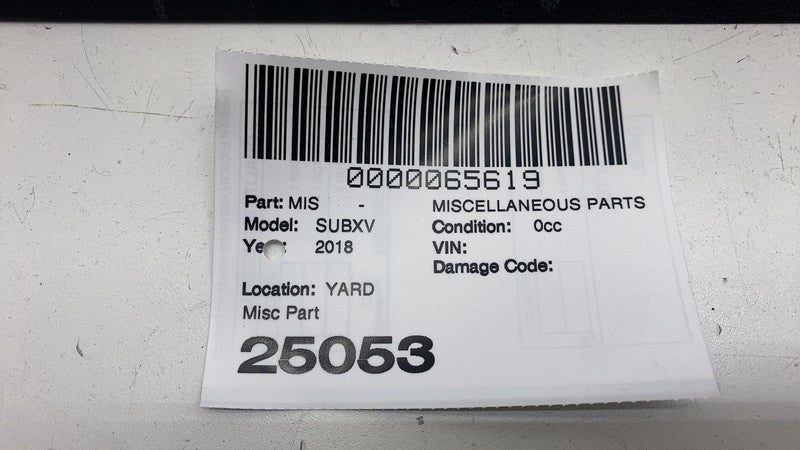 0000065619
Part: MIS - MISCELLANEOUS PARTS
Model: SUBXV Condition: 0cc
2018 VIN:
Damage Code:
Location: YARD
Misc Part
25053